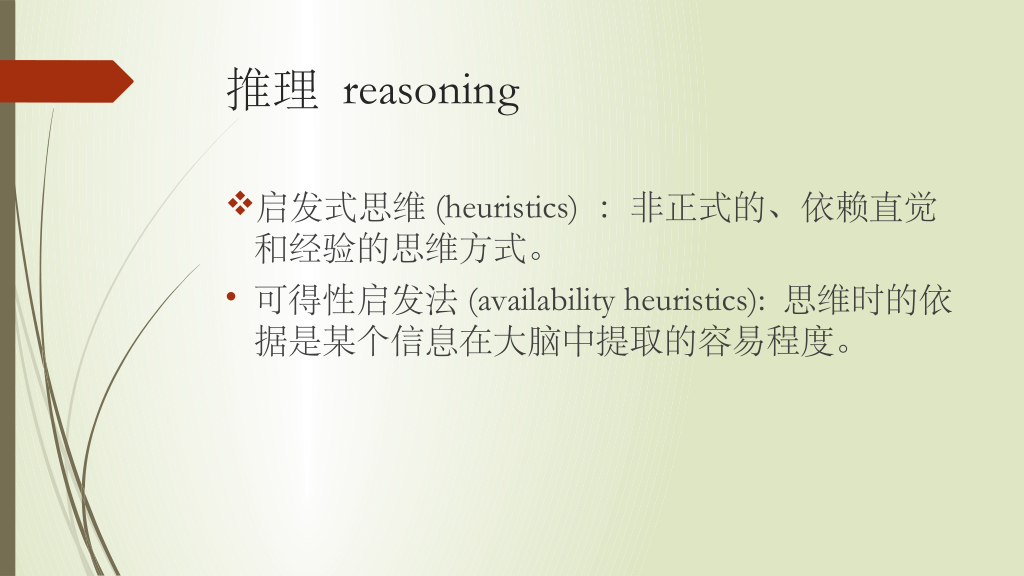 推理 reasoning
启发式思维 (heuristics) ：非正式的、依赖直觉
和经验的思维方式。
可得性启发法 (availability heuristics): 思维时的依
据是某个信息在大脑中提取的容易程度。